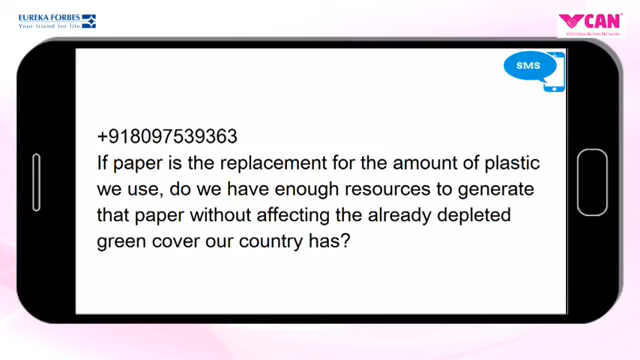 EUREKA FORBES
Your friend for life
VCAN
V Citizens Action Network
SMS
+918097539363
If paper is the replacement for the amount of plastic
we use, do we have enough resources to generate
that paper without affecting the already depleted
green cover our country has?